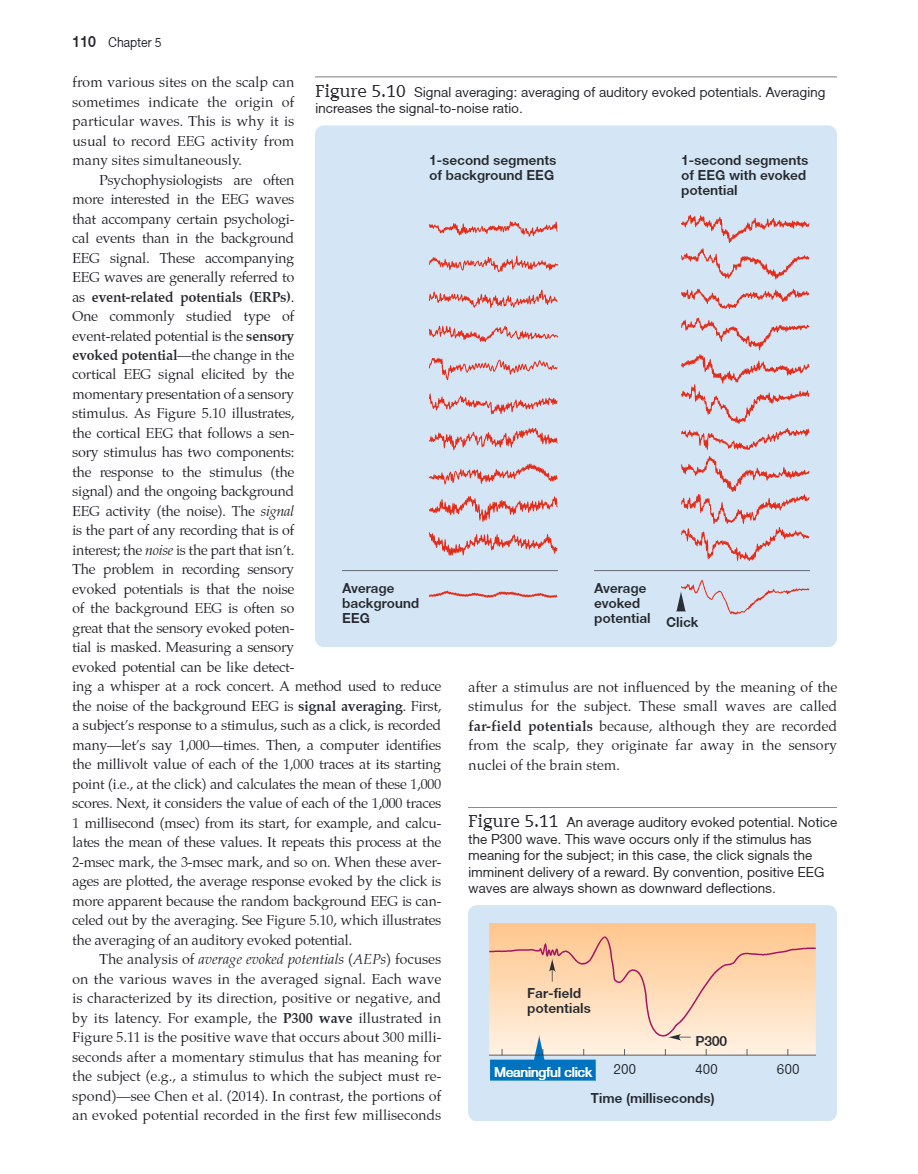 110 Chapter 5
from various sites on the scalp can
sometimes indicate the origin of
particular waves. This is why it is
usual to record EEG activity from
many sites simultaneously.
Psychophysiologists are often
more interested in the EEG waves
that accompany certain psychologi-
cal events than in the background
EEG signal. These accompanying
EEG waves are generally referred to
as event-related potentials (ERPs).
One commonly studied type of
event-related potential is the sensory
evoked potential—the change in the
cortical EEG signal elicited by the
momentary presentation of a sensory
stimulus. As Figure 5.10 illustrates,
the cortical EEG that follows a sen-
sory stimulus has two components:
the response to the stimulus (the
signal) and the ongoing background
EEG activity (the noise). The signal
is the part of any recording that is of
interest; the noise is the part that isn't.
The problem in recording sensory
evoked potentials is that the noise
of the background EEG is often so
great that the sensory evoked poten-
tial is masked. Measuring a sensory
evoked potential can be like detect-
ing a whisper at a rock concert. A method used to reduce
the noise of the background EEG is signal averaging. First,
a subject's response to a stimulus, such as a click, is recorded
many—let's say 1,000—times. Then, a computer identifies
the millivolt value of each of the 1,000 traces at its starting
point (i.e., at the click) and calculates the mean of these 1,000
scores. Next, it considers the value of each of the 1,000 traces
1 millisecond (msec) from its start, for example, and calcu-
lates the mean of these values. It repeats this process at the
2-msec mark, the 3-msec mark, and so on. When these aver-
ages are plotted, the average response evoked by the click is
more apparent because the random background EEG is can-
celed out by the averaging. See Figure 5.10, which illustrates
the averaging of an auditory evoked potential.
The analysis of average evoked potentials (AEPs) focuses
on the various waves in the averaged signal. Each wave
is characterized by its direction, positive or negative, and
by its latency. For example, the P300 wave illustrated in
Figure 5.11 is the positive wave that occurs about 300 milli-
seconds after a momentary stimulus that has meaning for
the subject (e.g., a stimulus to which the subject must re-
spond)—see Chen et al. (2014). In contrast, the portions of
an evoked potential recorded in the first few milliseconds
Figure 5.10 Signal averaging: averaging of auditory evoked potentials. Averaging
increases the signal-to-noise ratio.
1-second segments
of background EEG
1-second segments
of EEG with evoked
potential
Average
background
EEG
Average
evoked
potential
Click
after a stimulus are not influenced by the meaning of the
stimulus for the subject. These small waves are called
far-field potentials because, although they are recorded
from the scalp, they originate far away in the sensory
nuclei of the brain stem.
Figure 5.11 An average auditory evoked potential. Notice
the P300 wave. This wave occurs only if the stimulus has
meaning for the subject; in this case, the click signals the
imminent delivery of a reward. By convention, positive EEG
waves are always shown as downward deflections.
Far-field
potentials
P300
Meaningful click
200 400 600
Time (milliseconds)